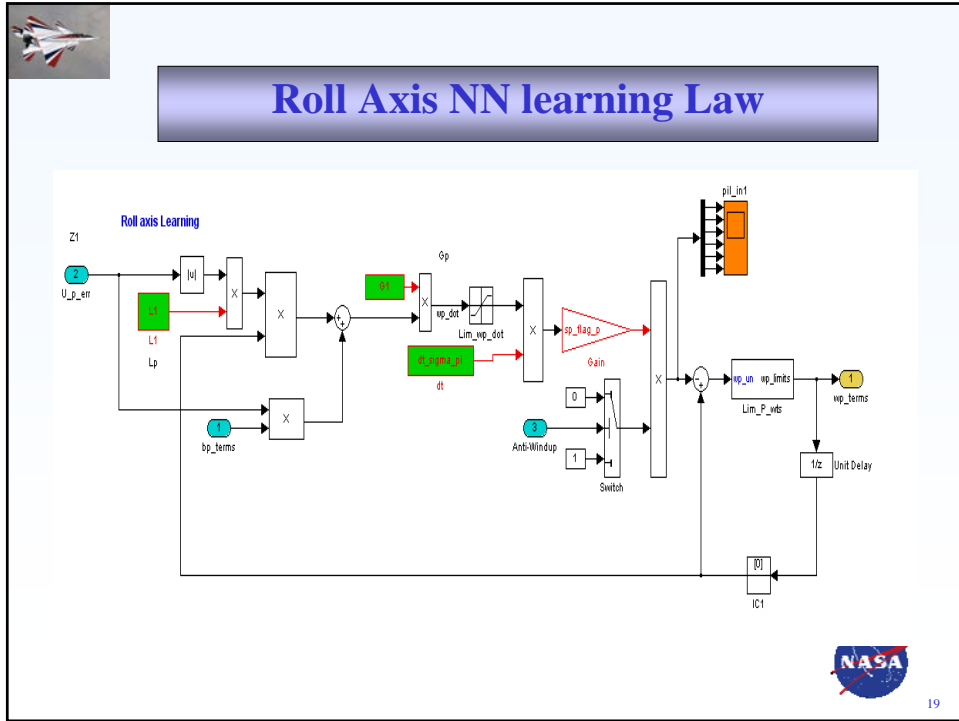 Roll Axis NN learning Law
pil_in1
Roll axis Learning
Z1
2
U_p_err
|u|
X
L1
L1
Lp
X
+
+
X
1
bp_terms
Gp
G1
X
wp_dot
Lim_wp_dot
dt_sigma_pi
dt
X
sp_flag_p
Gain
0
3
Anti-Windup
1
Switch
X
-
+
wp_un
wp_limits
Lim_P_wts
1
wp_terms
1/z
Unit Delay
[0]
IC1
NASA
19